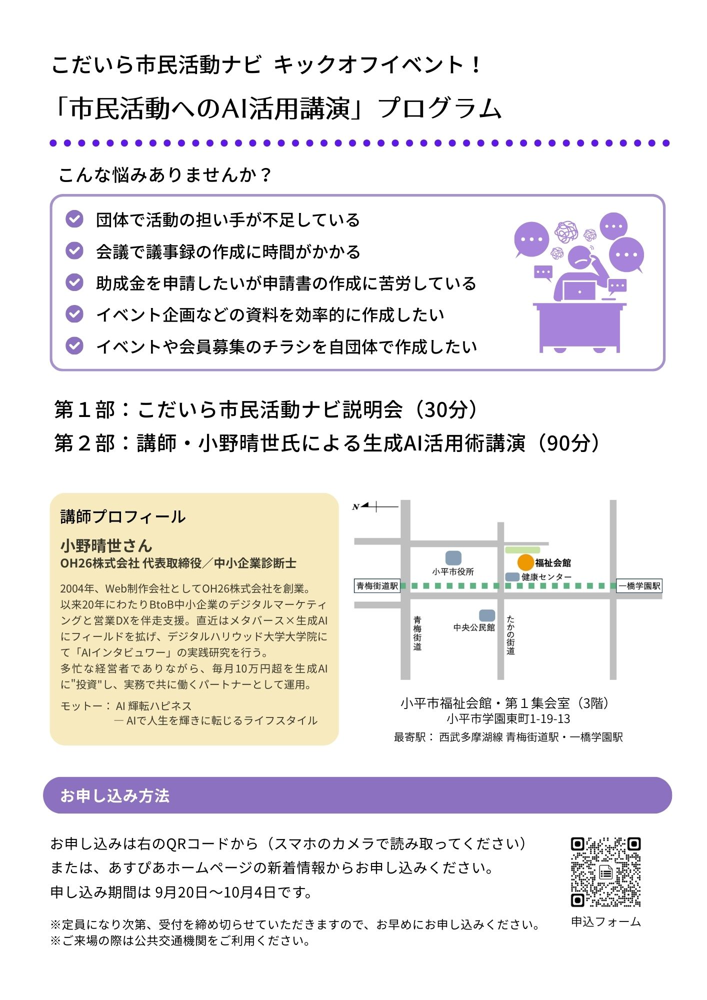 こだいら市民活動ナビ キックオフイベント！
「市民活動へのAI活用講演」プログラム
こんな悩みありませんか？
団体で活動の担い手が不足している
会議で議事録の作成に時間がかかる
助成金を申請したいが申請書の作成に苦労している
イベント企画などの資料を効率的に作成したい
イベントや会員募集のチラシを自団体で作成したい
第１部：こだいら市民活動ナビ説明会（30分）
第２部：講師・小野晴世氏による生成AI活用術講演（90分）
講師プロフィール
小野晴世さん
OH26株式会社 代表取締役／中小企業診断士
2004年、Web制作会社としてOH26株式会社を創業。
以来20年にわたりBtoB中小企業のデジタルマーケティ
ングと営業DXを伴走支援。直近はメタバース×生成AI
にフィールドを拡げ、デジタルハリウッド大学大学院に
て「AIインタビュワー」の実践研究を行う。
多忙な経営者でありながら、毎月10万円超を生成AI
に"投資"し、実務で共に働くパートナーとして運用。
モットー： AI 輝転ハピネス
― AIで人生を輝きに転じるライフスタイル
N
小平市役所
福祉会館
健康センター
青梅街道駅
一橋学園駅
中央公民館
青梅街道
たかの街道
小平市福祉会館・第１集会室（3階）
小平市学園東町1-19-13
最寄駅： 西武多摩湖線 青梅街道駅・一橋学園駅
お申し込み方法
お申し込みは右のQRコードから（スマホのカメラで読み取ってください）
または、あすぴあホームページの新着情報からお申し込みください。
申し込み期間は 9月20日～10月4日です。
※定員になり次第、受付を締め切らせていただきますので、お早めにお申し込みください。
※ご来場の際は公共交通機関をご利用ください。
申込フォーム